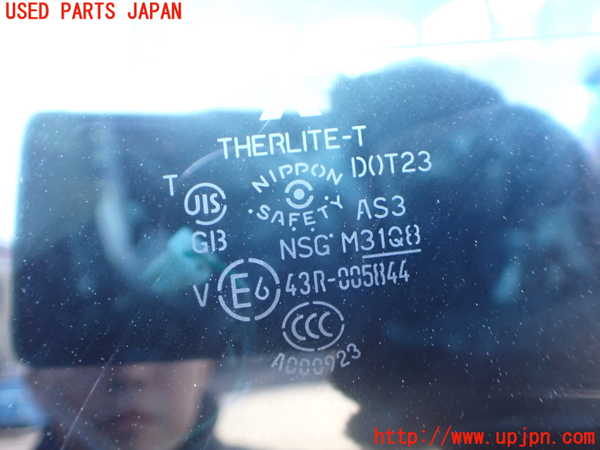 USED PARTS JAPAN
THERLITE-T
T JIS NIPPON SAFETY DOT23
AS3
GB NSG M31Q8
V E6 43R-005844
CCC
A000923
http://www.upjpn.com/